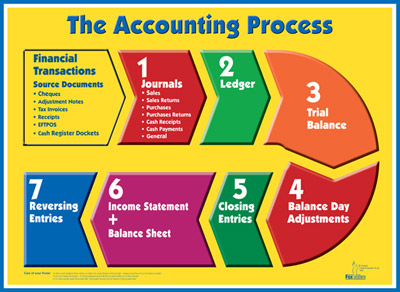 The Accounting Process
Financial
Transactions
Source Documents
• Cheques
• Adjustment Notes
• Tax Invoices
• Receipts
• EFTPOS
• Cash Register Dockets
1
Journals
• Sales
• Sales Returns
• Purchases
• Purchases Returns
• Cash Receipts
• Cash Payments
• General
2
Ledger
3
Trial
Balance
4
Balance Day
Adjustments
5
Closing
Entries
6
Income Statement
+
Balance Sheet
7
Reversing
Entries